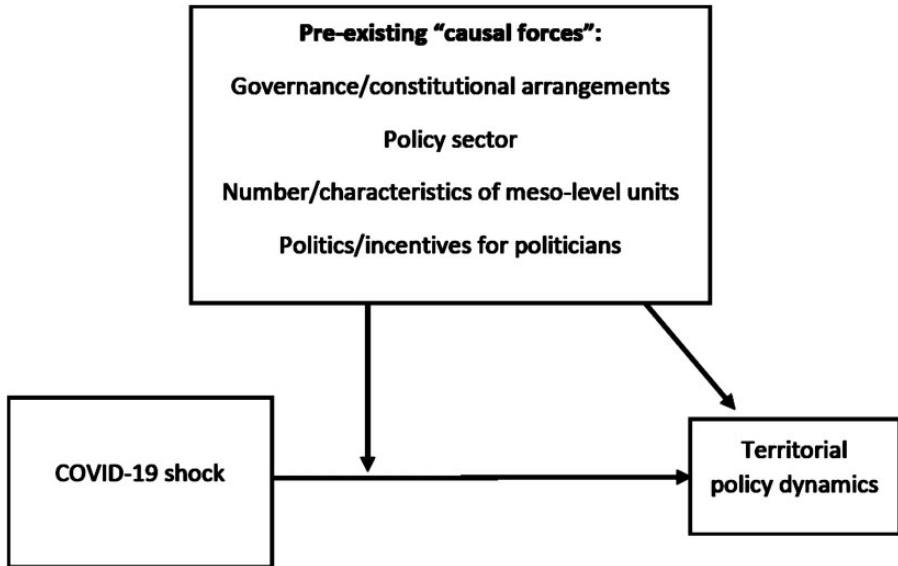 Pre-existing “causal forces”:
Governance/constitutional arrangements
Policy sector
Number/characteristics of meso-level units
Politics/incentives for politicians
COVID-19 shock
Territorial
policy dynamics